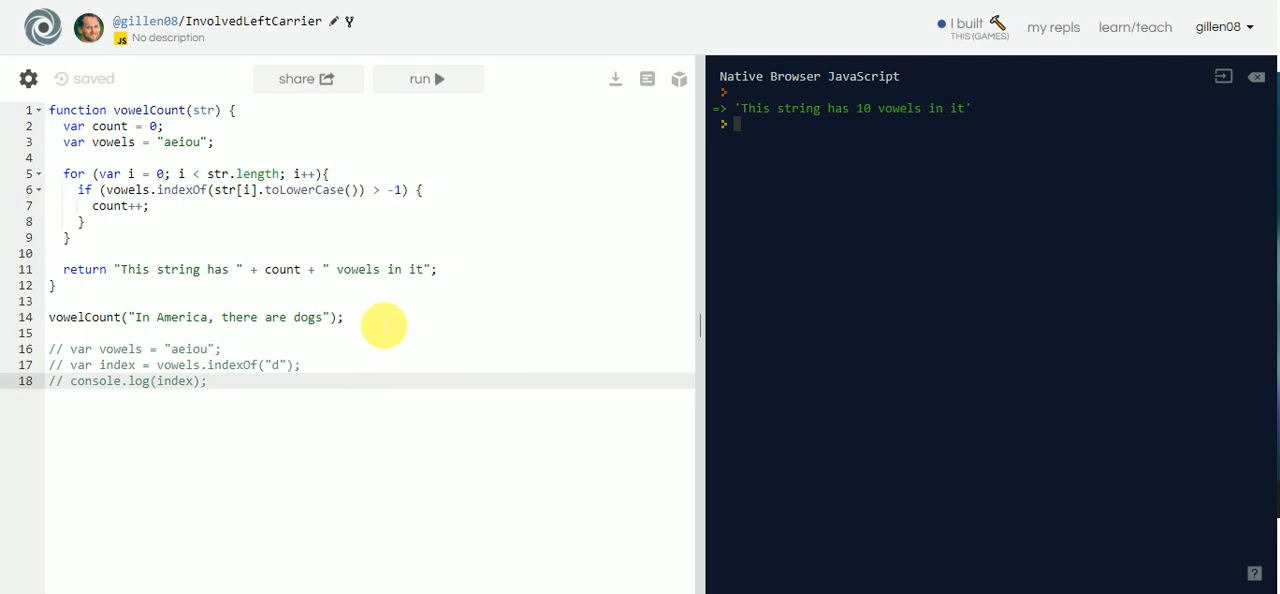 @gillen08/InvolvedLeftCarrier
JS No description
I built
THIS (GAMES)
my repls
learn/teach
gillen08
saved
share
run
1 function vowelCount(str) {
2 var count = 0;
3 var vowels = "aeiou";
4
5 for (var i = 0; i < str.length; i++){
6 if (vowels.indexOf(str[i].toLowerCase()) > -1) {
7 count++;
8 }
9 }
10
11 return "This string has " + count + " vowels in it";
12 }
13
14 vowelCount("In America, there are dogs");
15
16 // var vowels = "aeiou";
17 // var index = vowels.indexOf("d");
18 // console.log(index);
Native Browser JavaScript
>
=> 'This string has 10 vowels in it'
>
?